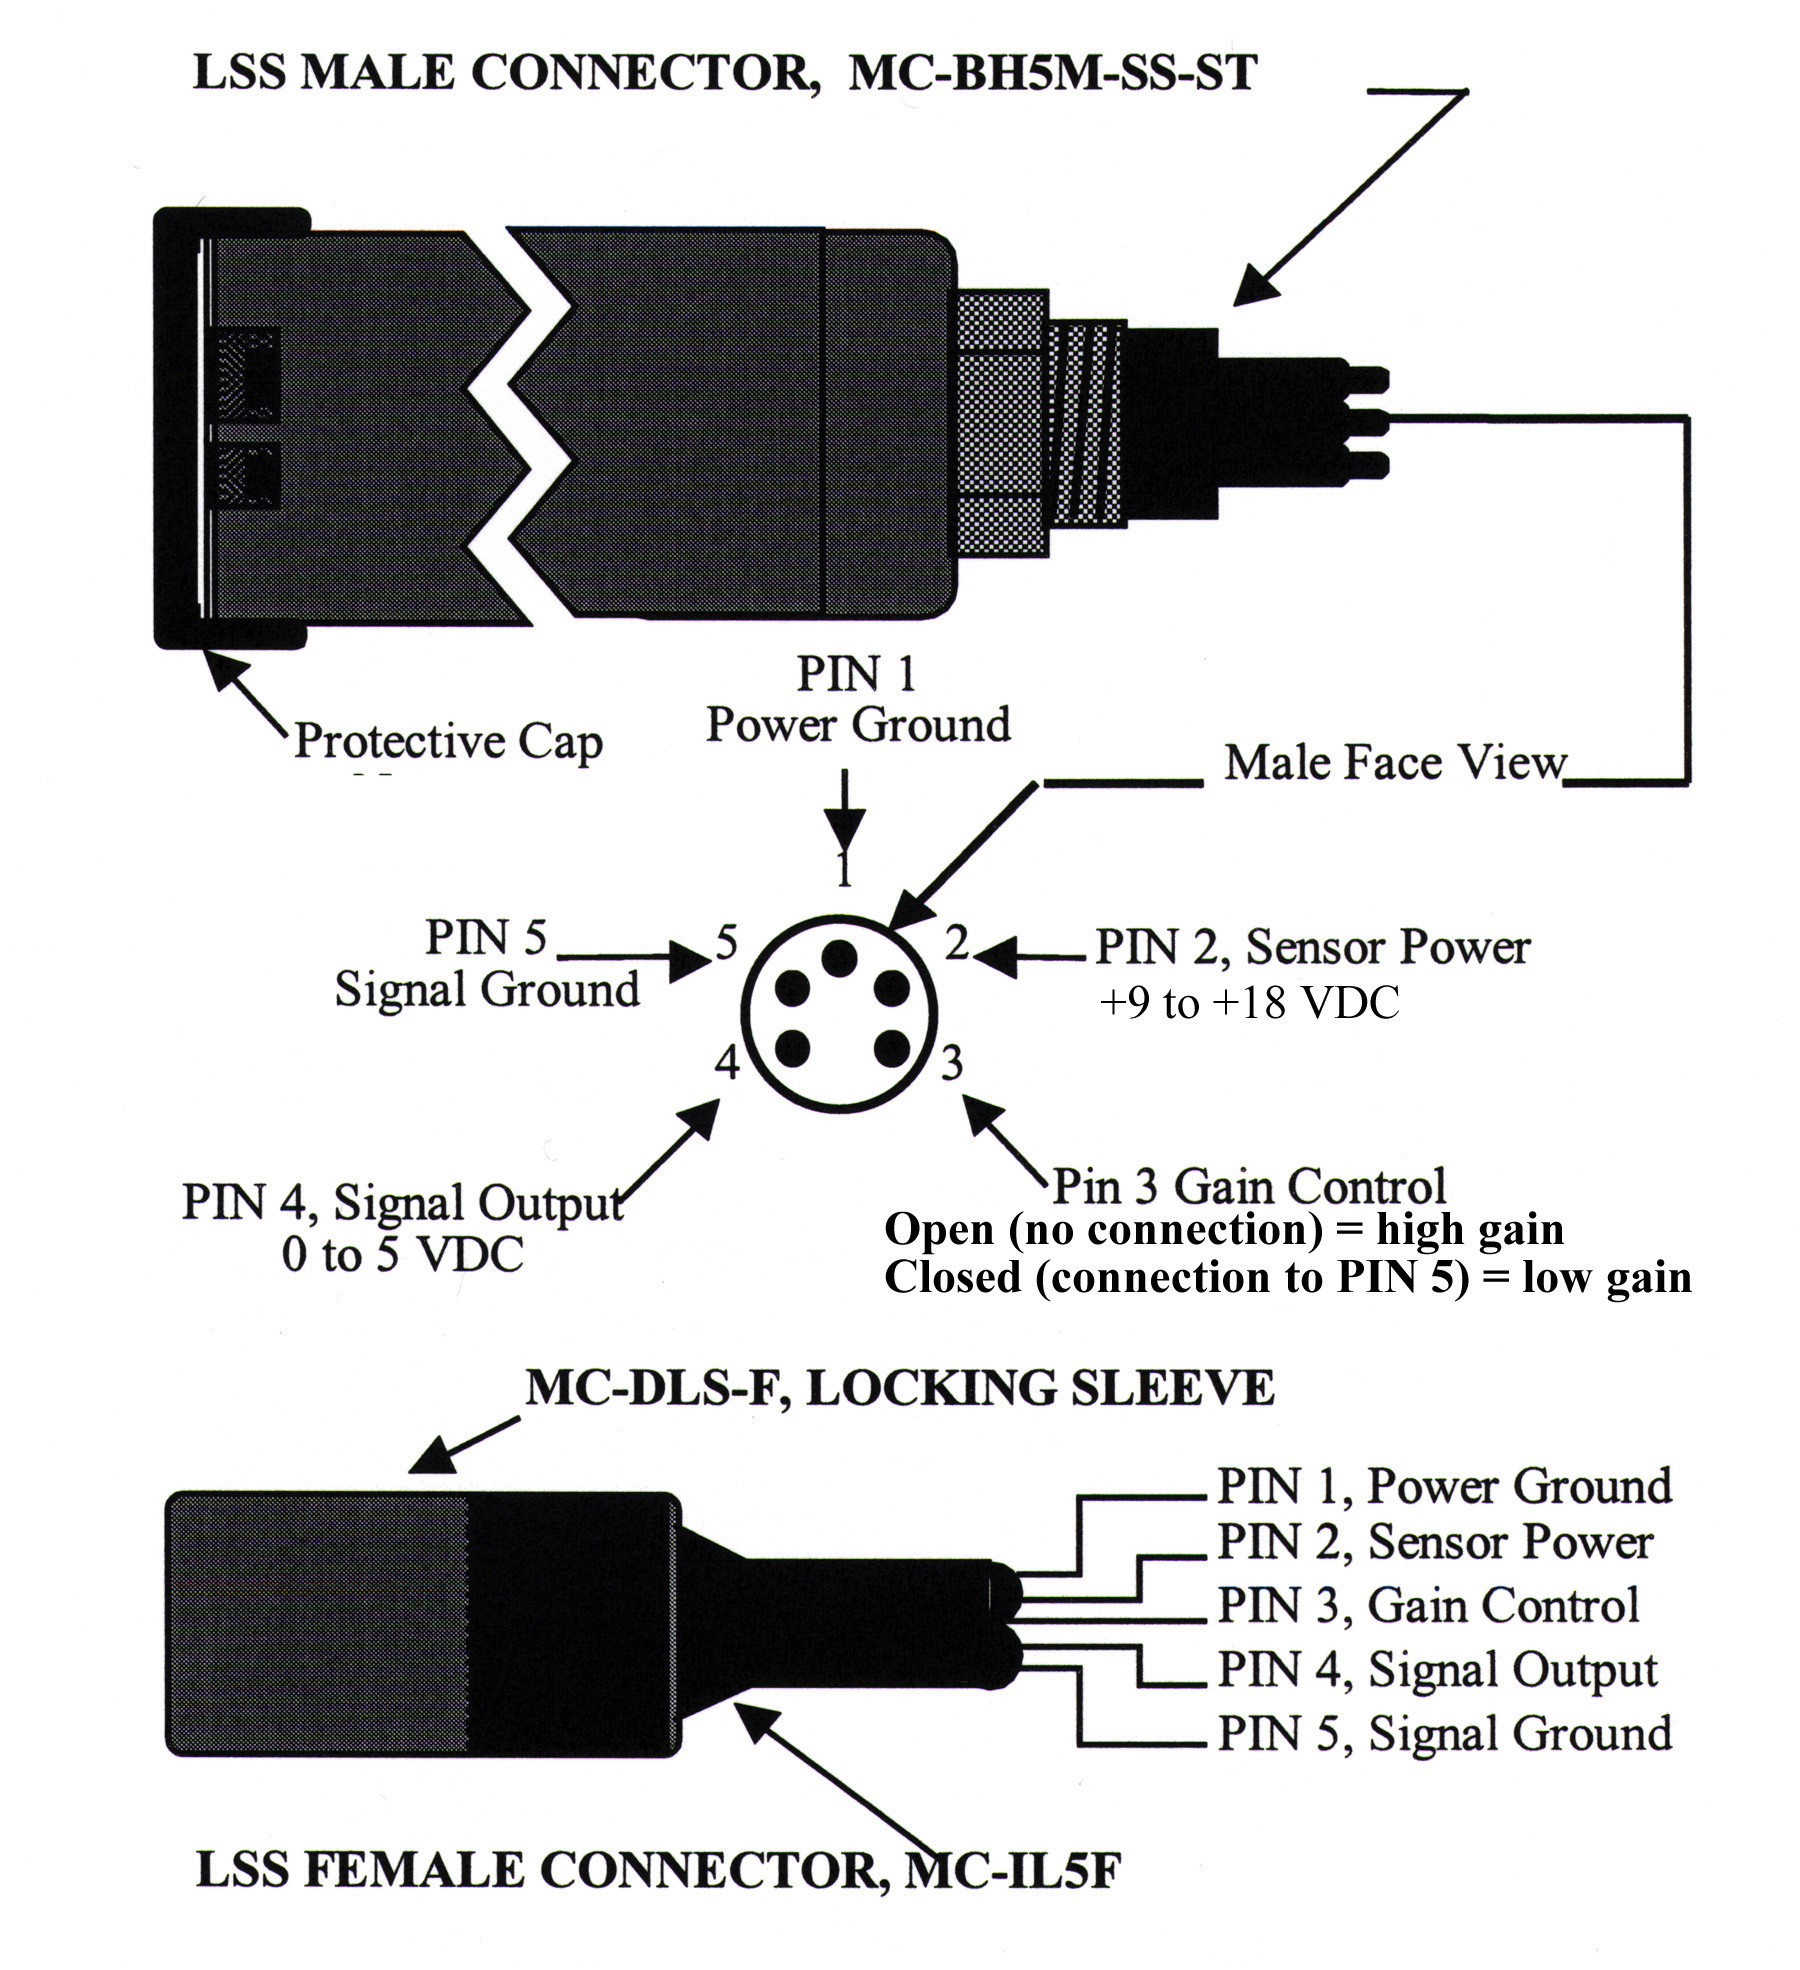 LSS MALE CONNECTOR, MC-BH5M-SS-ST
PIN 1
Power Ground
Protective Cap
Male Face View
1
PIN 5
Signal Ground
5
2
PIN 2, Sensor Power
+9 to +18 VDC
4
3
PIN 4, Signal Output
0 to 5 VDC
Pin 3 Gain Control
Open (no connection) = high gain
Closed (connection to PIN 5) = low gain
MC-DLS-F, LOCKING SLEEVE
PIN 1, Power Ground
PIN 2, Sensor Power
PIN 3, Gain Control
PIN 4, Signal Output
PIN 5, Signal Ground
LSS FEMALE CONNECTOR, MC-IL5F